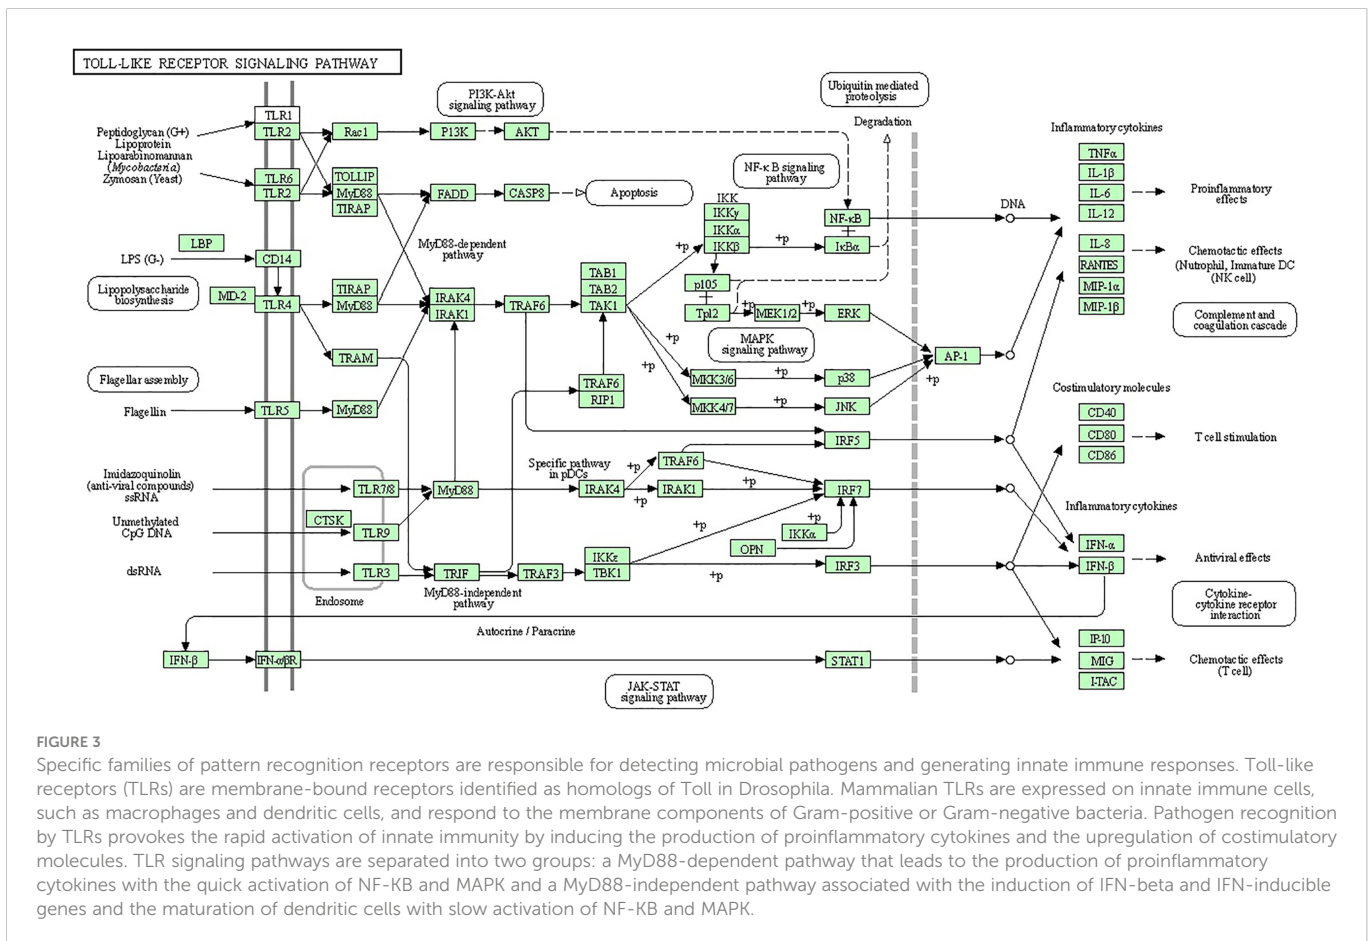 TOLL-LIKE RECEPTOR SIGNALING PATHWAY
PI3K-Akt
signaling pathway
Ubiquitin mediated
proteolysis
Degradation
Inflammatory cytokines
TLR1
TLR2
Rac1
P13K
AKT
Peptidoglycan (G+)
Lipoprotein
Lipoarabinomannan
(Mycobacteria)
Zymosan (Yeast)
TLR6
TLR2
TOLLIP
MyD88
TIRAP
FADD
CASP8
Apoptosis
NF-κB signaling
pathway
IKK
IKKγ
IKKα
IKKβ
+p
+p
NF-κB
IκBα
DNA
TNFα
IL-1β
IL-6
IL-12
Proinflammatory
effects
LBP
LPS (G-)
CD14
MyD88-dependent
pathway
IL-8
RANTES
MIP-1α
MIP-1β
Chemotactic effects
(Nutrophil, Immature DC
(NK cell)
Lipopolysaccharide
biosynthesis
MD-2
TLR4
TIRAP
MyD88
IRAK4
IRAK1
TRAF6
TAB1
TAB2
TAK1
p105
Tpl2
+p
MEK1/2
+p
ERK
Complement and
coagulation cascade
MAPK
signaling pathway
TRAM
AP-1
+p
Flagellar assembly
TRAF6
RIP1
+p
+p
MKK3/6
+p
p38
MKK4/7
+p
JNK
Costimulatory molecules
Flagellin
TLR5
MyD88
CD40
CD80
CD86
T cell stimulation
IRF5
Imidazoquinolin
(anti-viral compounds)
ssRNA
TLR7/8
MyD88
Specific pathway
in pDCs
IRAK4
+p
+p
TRAF6
IRAK1
+p
IRF7
Inflammatory cytokines
Unmethylated
CpG DNA
CTSK
TLR9
+p
+p
IKKα
OPN
IFN-α
IFN-β
Antiviral effects
dsRNA
TLR3
TRIF
TRAF3
IKKε
TBK1
+p
IRF3
Endosome
MyD88-independent
pathway
Cytokine-
cytokine receptor
interaction
Autocrine / Paracrine
IFN-β
IFN-αβR
STAT1
IP-10
MIG
I-TAC
Chemotactic effects
(T cell)
JAK-STAT
signaling pathway
FIGURE 3
Specific families of pattern recognition receptors are responsible for detecting microbial pathogens and generating innate immune responses. Toll-like
receptors (TLRs) are membrane-bound receptors identified as homologs of Toll in Drosophila. Mammalian TLRs are expressed on innate immune cells,
such as macrophages and dendritic cells, and respond to the membrane components of Gram-positive or Gram-negative bacteria. Pathogen recognition
by TLRs provokes the rapid activation of innate immunity by inducing the production of proinflammatory cytokines and the upregulation of costimulatory
molecules. TLR signaling pathways are separated into two groups: a MyD88-dependent pathway that leads to the production of proinflammatory
cytokines with the quick activation of NF-KB and MAPK and a MyD88-independent pathway associated with the induction of IFN-beta and IFN-inducible
genes and the maturation of dendritic cells with slow activation of NF-KB and MAPK.